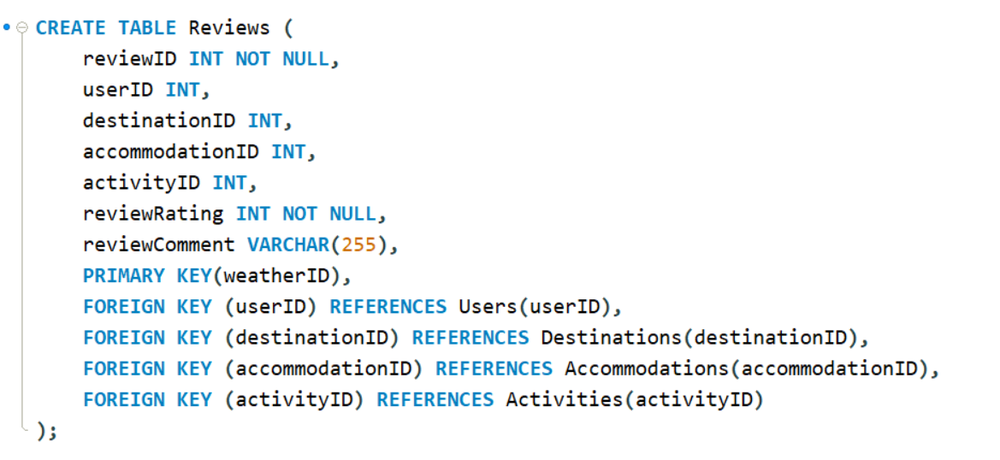 CREATE TABLE Reviews (
reviewID INT NOT NULL,
userID INT,
destinationID INT,
accommodationID INT,
activityID INT,
reviewRating INT NOT NULL,
reviewComment VARCHAR(255),
PRIMARY KEY(weatherID),
FOREIGN KEY (userID) REFERENCES Users(userID),
FOREIGN KEY (destinationID) REFERENCES Destinations(destinationID),
FOREIGN KEY (accommodationID) REFERENCES Accommodations(accommodationID),
FOREIGN KEY (activityID) REFERENCES Activities(activityID)
);